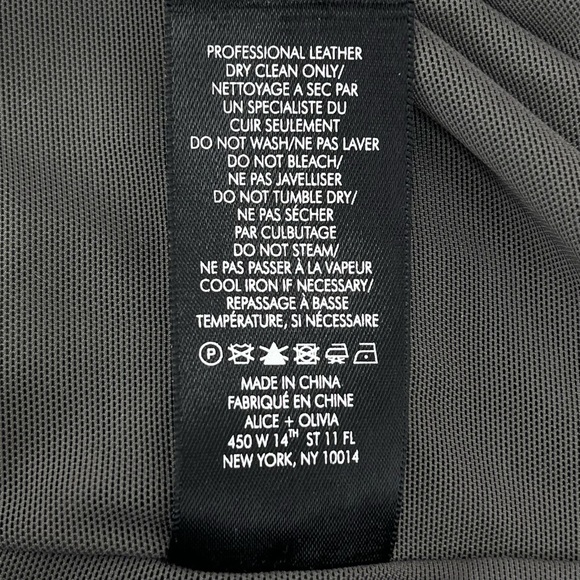 PROFESSIONAL LEATHER
DRY CLEAN ONLY/
NETTOYAGE A SEC PAR
UN SPECIALISTE DU
CUIR SEULEMENT
DO NOT WASH/NE PAS LAVER
DO NOT BLEACH/
NE PAS JAVELLISER
DO NOT TUMBLE DRY/
NE PAS SÉCHER
PAR CULBUTAGE
DO NOT STEAM/
NE PAS PASSER À LA VAPEUR
COOL IRON IF NECESSARY/
REPASSAGE À BASSE
TEMPÉRATURE, SI NÉCESSAIRE
P
MADE IN CHINA
FABRIQUÉ EN CHINE
ALICE + OLIVIA
450 W 14TH ST 11 FL
NEW YORK, NY 10014